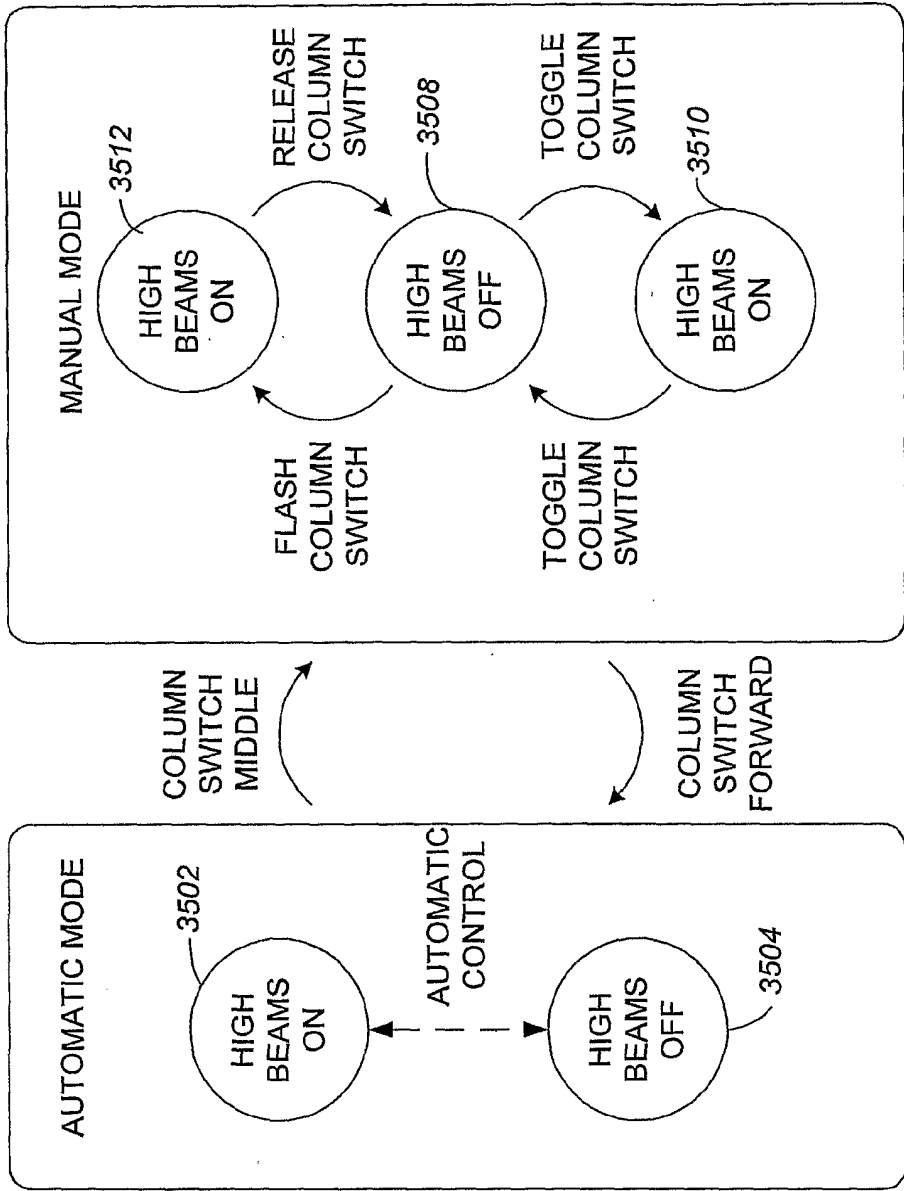 AUTOMATIC MODE
3502
HIGH
BEAMS
ON
AUTOMATIC
CONTROL
HIGH
BEAMS
OFF
3504
COLUMN
SWITCH
MIDDLE
COLUMN
SWITCH
FORWARD
MANUAL MODE
3512
HIGH
BEAMS
ON
FLASH
COLUMN
SWITCH
RELEASE
COLUMN
SWITCH
3508
HIGH
BEAMS
OFF
TOGGLE
COLUMN
SWITCH
TOGGLE
COLUMN
SWITCH
3510
HIGH
BEAMS
ON